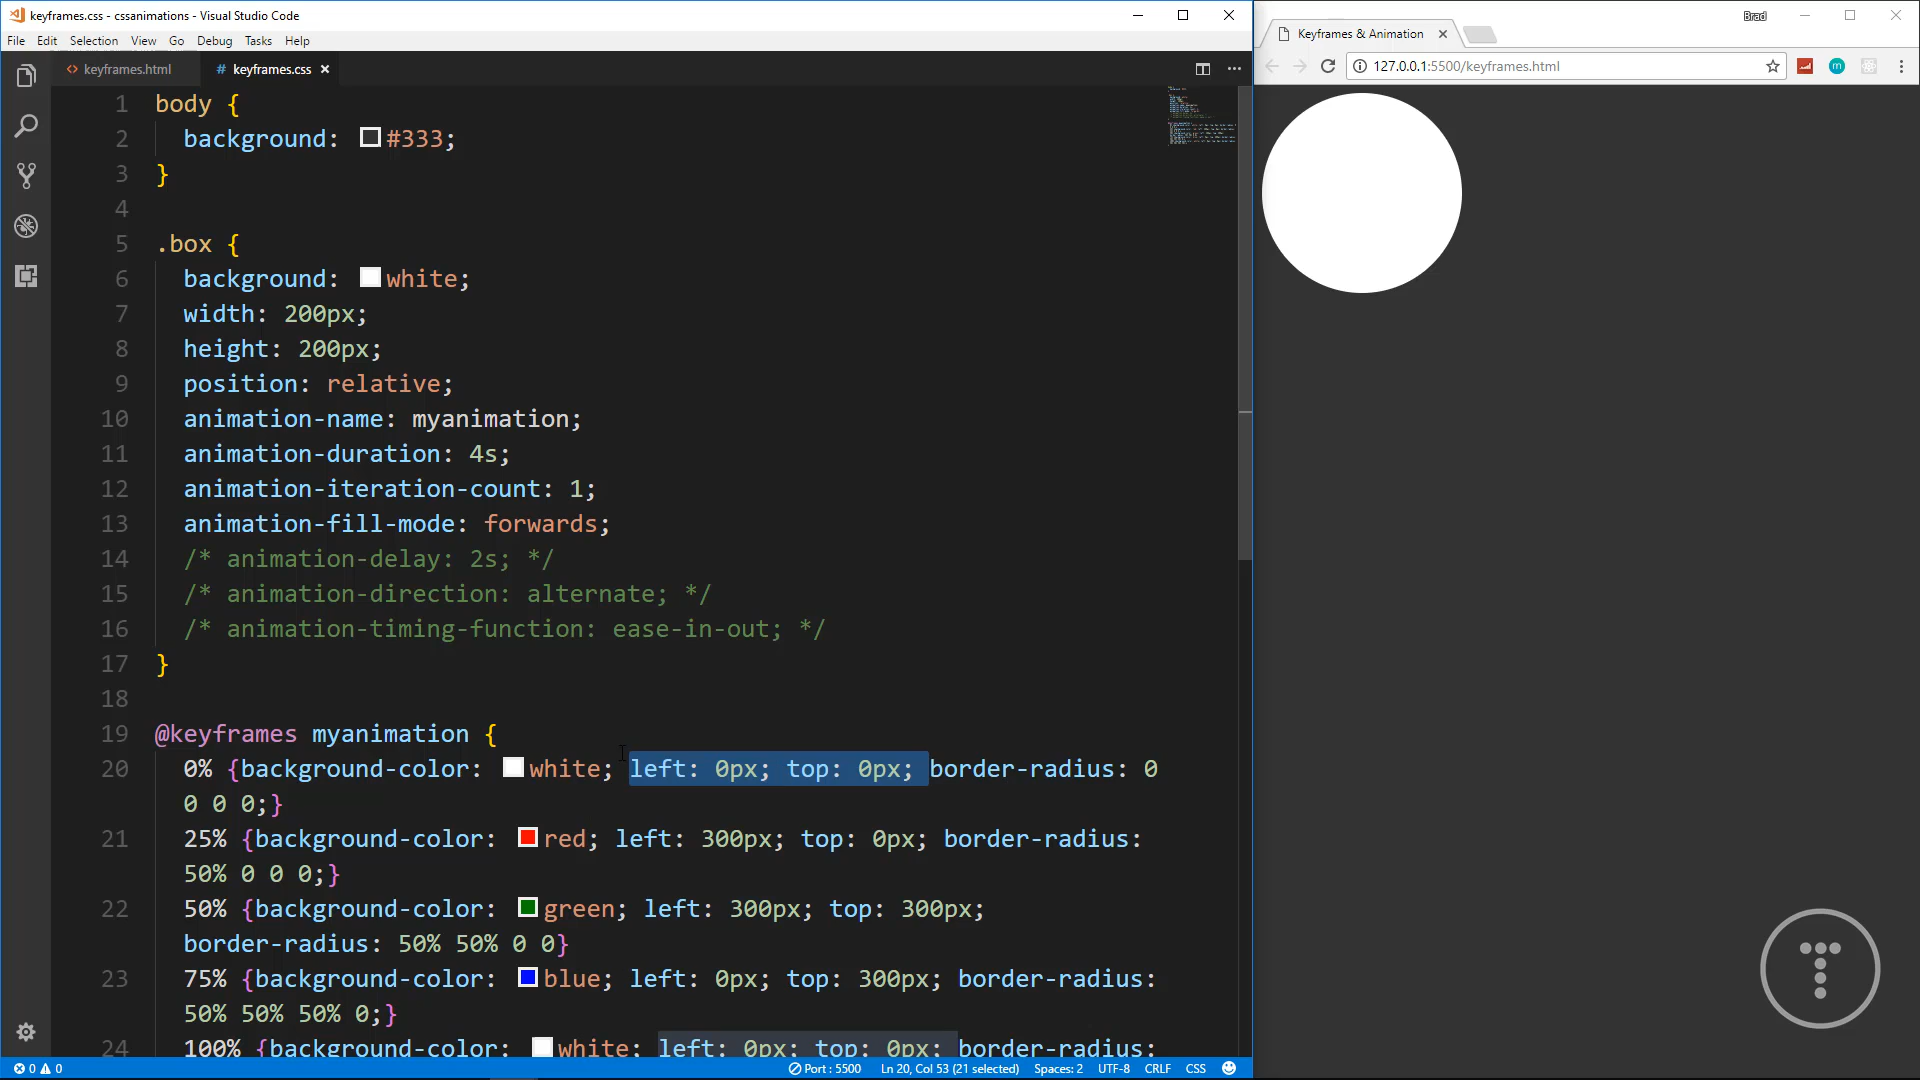 keyframes.css - cssanimations - Visual Studio Code
File Edit Selection View Go Debug Tasks Help
keyframes.html # keyframes.css
1 body {
2 background: #333;
3 }
4
5 .box {
6 background: white;
7 width: 200px;
8 height: 200px;
9 position: relative;
10 animation-name: myanimation;
11 animation-duration: 4s;
12 animation-iteration-count: 1;
13 animation-fill-mode: forwards;
14 /* animation-delay: 2s; */
15 /* animation-direction: alternate; */
16 /* animation-timing-function: ease-in-out; */
17 }
18
19 @keyframes myanimation {
20 0% {background-color: white; left: 0px; top: 0px; border-radius: 0
0 0 0;}
21 25% {background-color: red; left: 300px; top: 0px; border-radius:
50% 0 0 0;}
22 50% {background-color: green; left: 300px; top: 300px;
border-radius: 50% 50% 0 0}
23 75% {background-color: blue; left: 0px; top: 300px; border-radius:
50% 50% 50% 0;}
24 100% {background-color: white; left: 0px; top: 0px; border-radius:
0 0 Port : 5500 Ln 20, Col 53 (21 selected) Spaces: 2 UTF-8 CRLF CSS
Brad
Keyframes & Animation
127.0.0.1:5500/keyframes.html
m
T